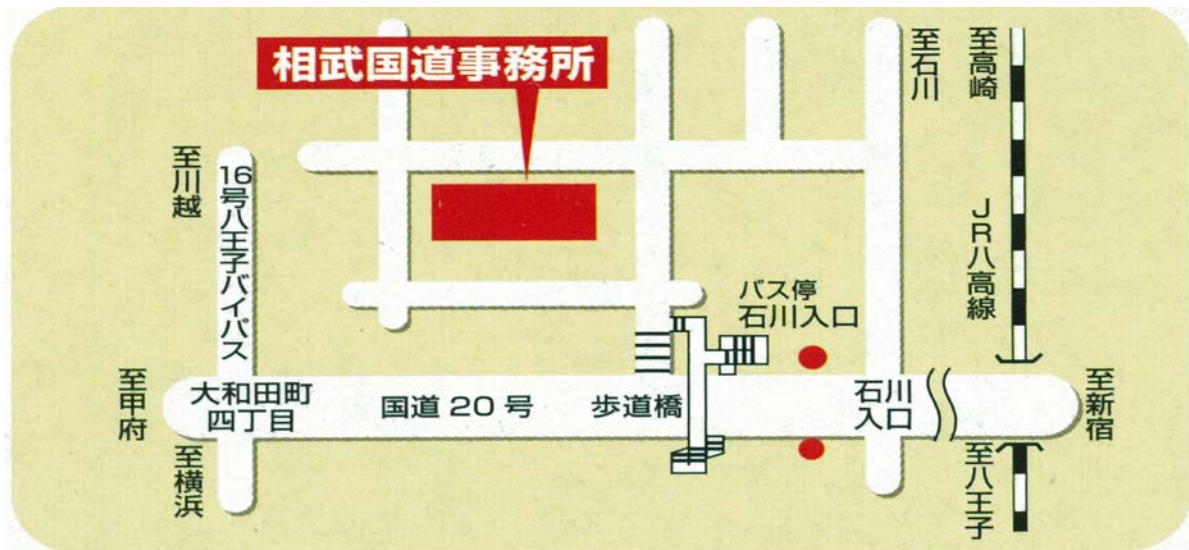 相武国道事務所
至石川
至高崎
至川越
16号八王子バイパス
JR八高線
バス停
石川入口
至甲府
大和田町
四丁目
国道20号
歩道橋
石川
入口
至新宿
至横浜
至八王子